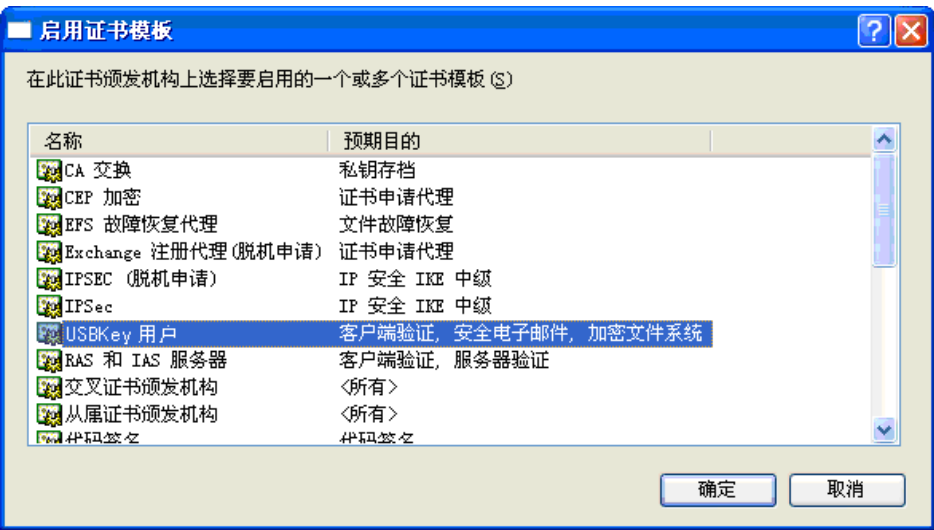 启用证书模板
在此证书颁发机构上选择要启用的一个或多个证书模板(S)
名称 预期目的
CA 交换 私钥存档
CEP 加密 证书申请代理
EFS 故障恢复代理 文件故障恢复
Exchange 注册代理(脱机申请) 证书申请代理
IPSEC (脱机申请) IP 安全 IKE 中级
IPSec IP 安全 IKE 中级
USBKey 用户 客户端验证, 安全电子邮件, 加密文件系统
RAS 和 IAS 服务器 客户端验证, 服务器验证
交叉证书颁发机构 <所有>
从属证书颁发机构 <所有>
代码签名 代码签名
确定 取消